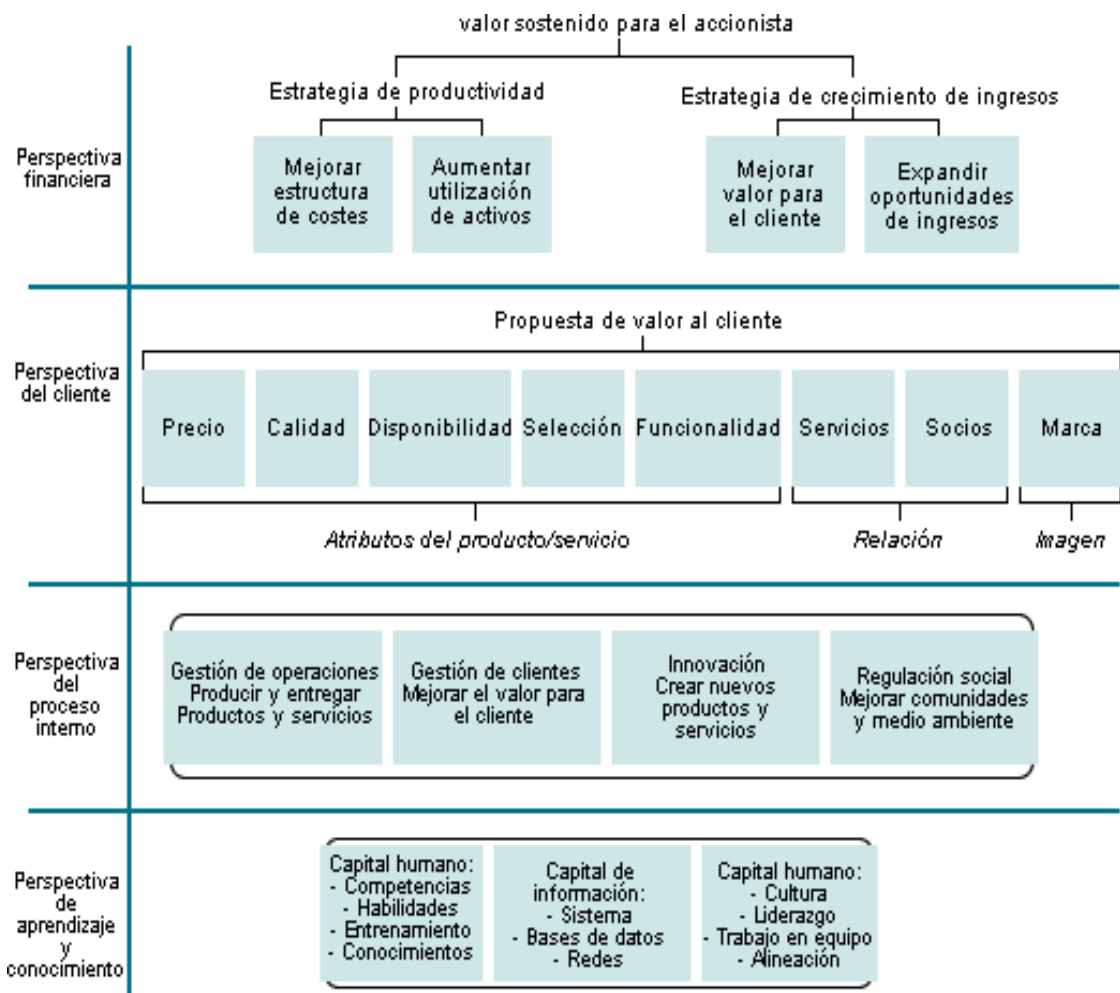 valor sostenido para el accionista
Estrategia de productividad
Estrategia de crecimiento de ingresos
Perspectiva
financiera
Mejorar
estructura
de costes
Aumentar
utilización
de activos
Mejorar
valor para
el cliente
Expandir
oportunidades
de ingresos
Propuesta de valor al cliente
Perspectiva
del cliente
Precio
Calidad
Disponibilidad
Selección
Funcionalidad
Servicios
Socios
Marca
Atributos del producto/servicio
Relación
Imagen
Perspectiva
del
proceso
interno
Gestión de operaciones
Producir y entregar
Productos y servicios
Gestión de clientes
Mejorar el valor para
el cliente
Innovación
Crear nuevos
productos y
servicios
Regulación social
Mejorar comunidades
y medio ambiente
Perspectiva
de
aprendizaje
y
conocimiento
Capital humano:
- Competencias
- Habilidades
- Entrenamiento
- Conocimientos
Capital de
información:
- Sistema
- Bases de datos
- Redes
Capital humano:
- Cultura
- Liderazgo
- Trabajo en equipo
- Alineación